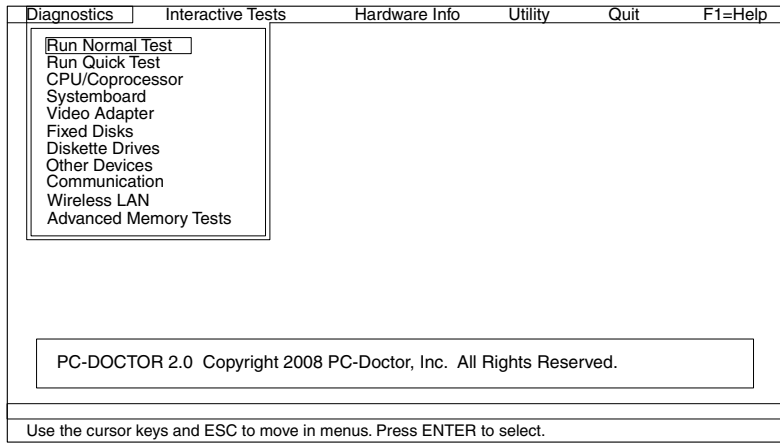 Diagnostics Interactive Tests Hardware Info Utility Quit F1=Help
Run Normal Test
Run Quick Test
CPU/Coprocessor
Systemboard
Video Adapter
Fixed Disks
Diskette Drives
Other Devices
Communication
Wireless LAN
Advanced Memory Tests
PC-DOCTOR 2.0 Copyright 2008 PC-Doctor, Inc. All Rights Reserved.
Use the cursor keys and ESC to move in menus. Press ENTER to select.